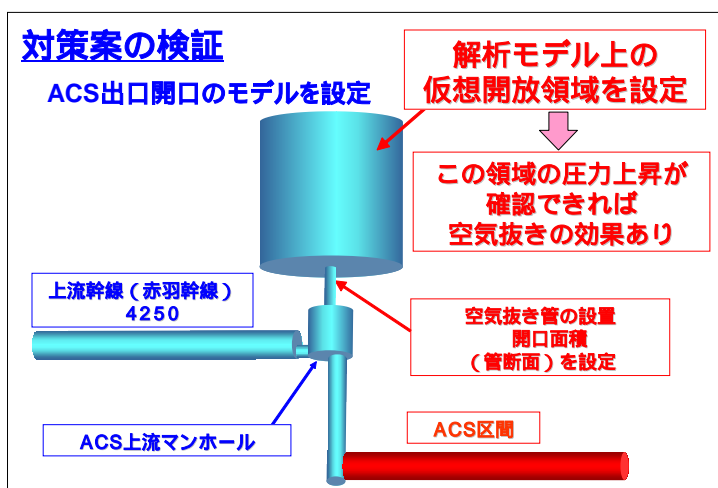 対策案の検証
ACS出口開口のモデルを設定
解析モデル上の
仮想開放領域を設定
この領域の圧力上昇が
確認できれば
空気抜きの効果あり
上流幹線（赤羽幹線）
4250
空気抜き管の設置
開口面積
（管断面）を設定
ACS上流マンホール
ACS区間